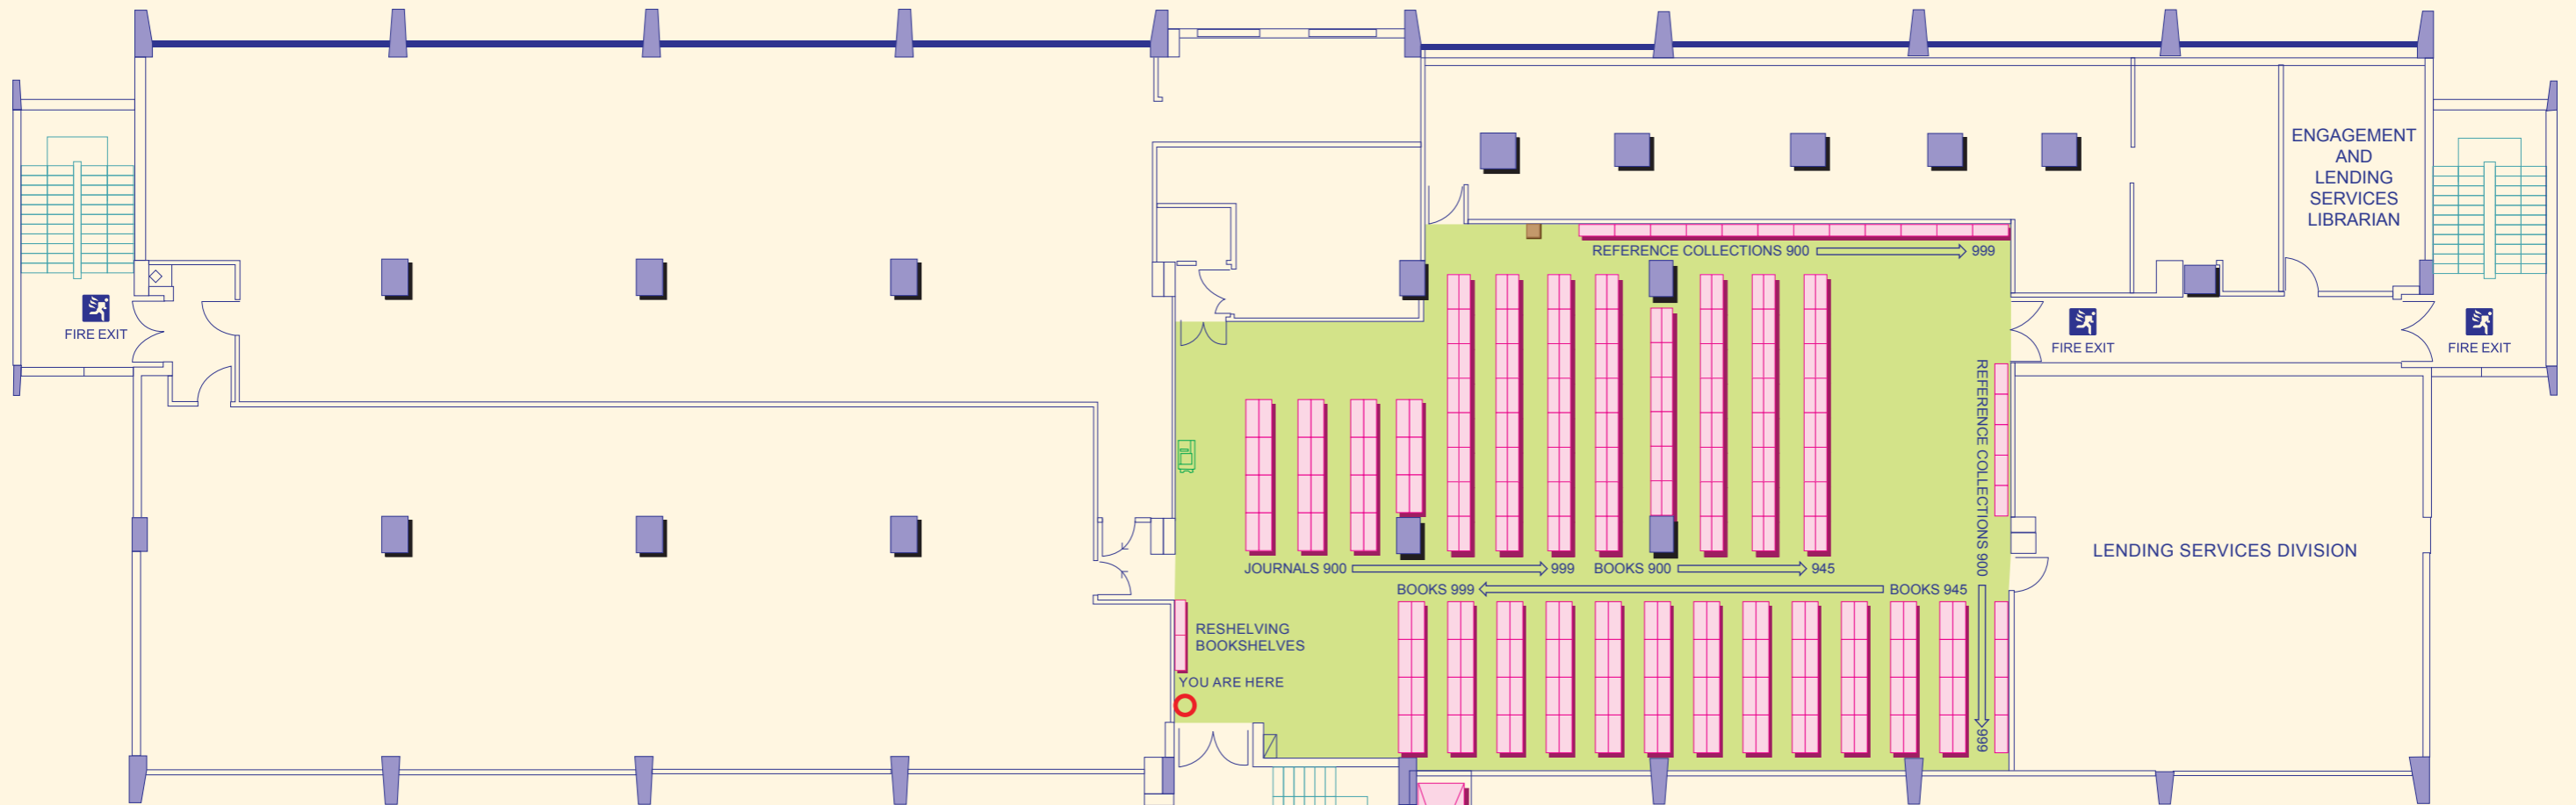 ENGAGEMENT
AND
LENDING
SERVICES
LIBRARIAN
REFERENCE COLLECTIONS 900 999
FIRE EXIT
FIRE EXIT
FIRE EXIT
REFERENCE COLLECTIONS 900 999
LENDING SERVICES DIVISION
JOURNALS 900 999 BOOKS 900 945
BOOKS 999 BOOKS 945
RESHELVING
BOOKSHELVES
YOU ARE HERE